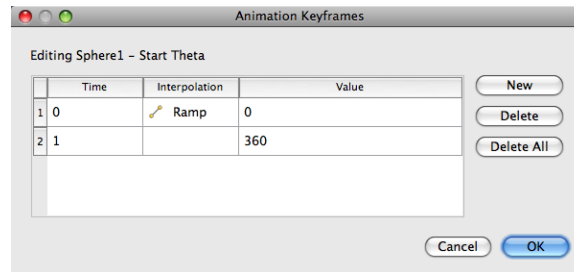 Animation Keyframes
Editing Sphere1 – Start Theta
Time Interpolation Value
1 0 Ramp 0
2 1 360
New
Delete
Delete All
Cancel OK